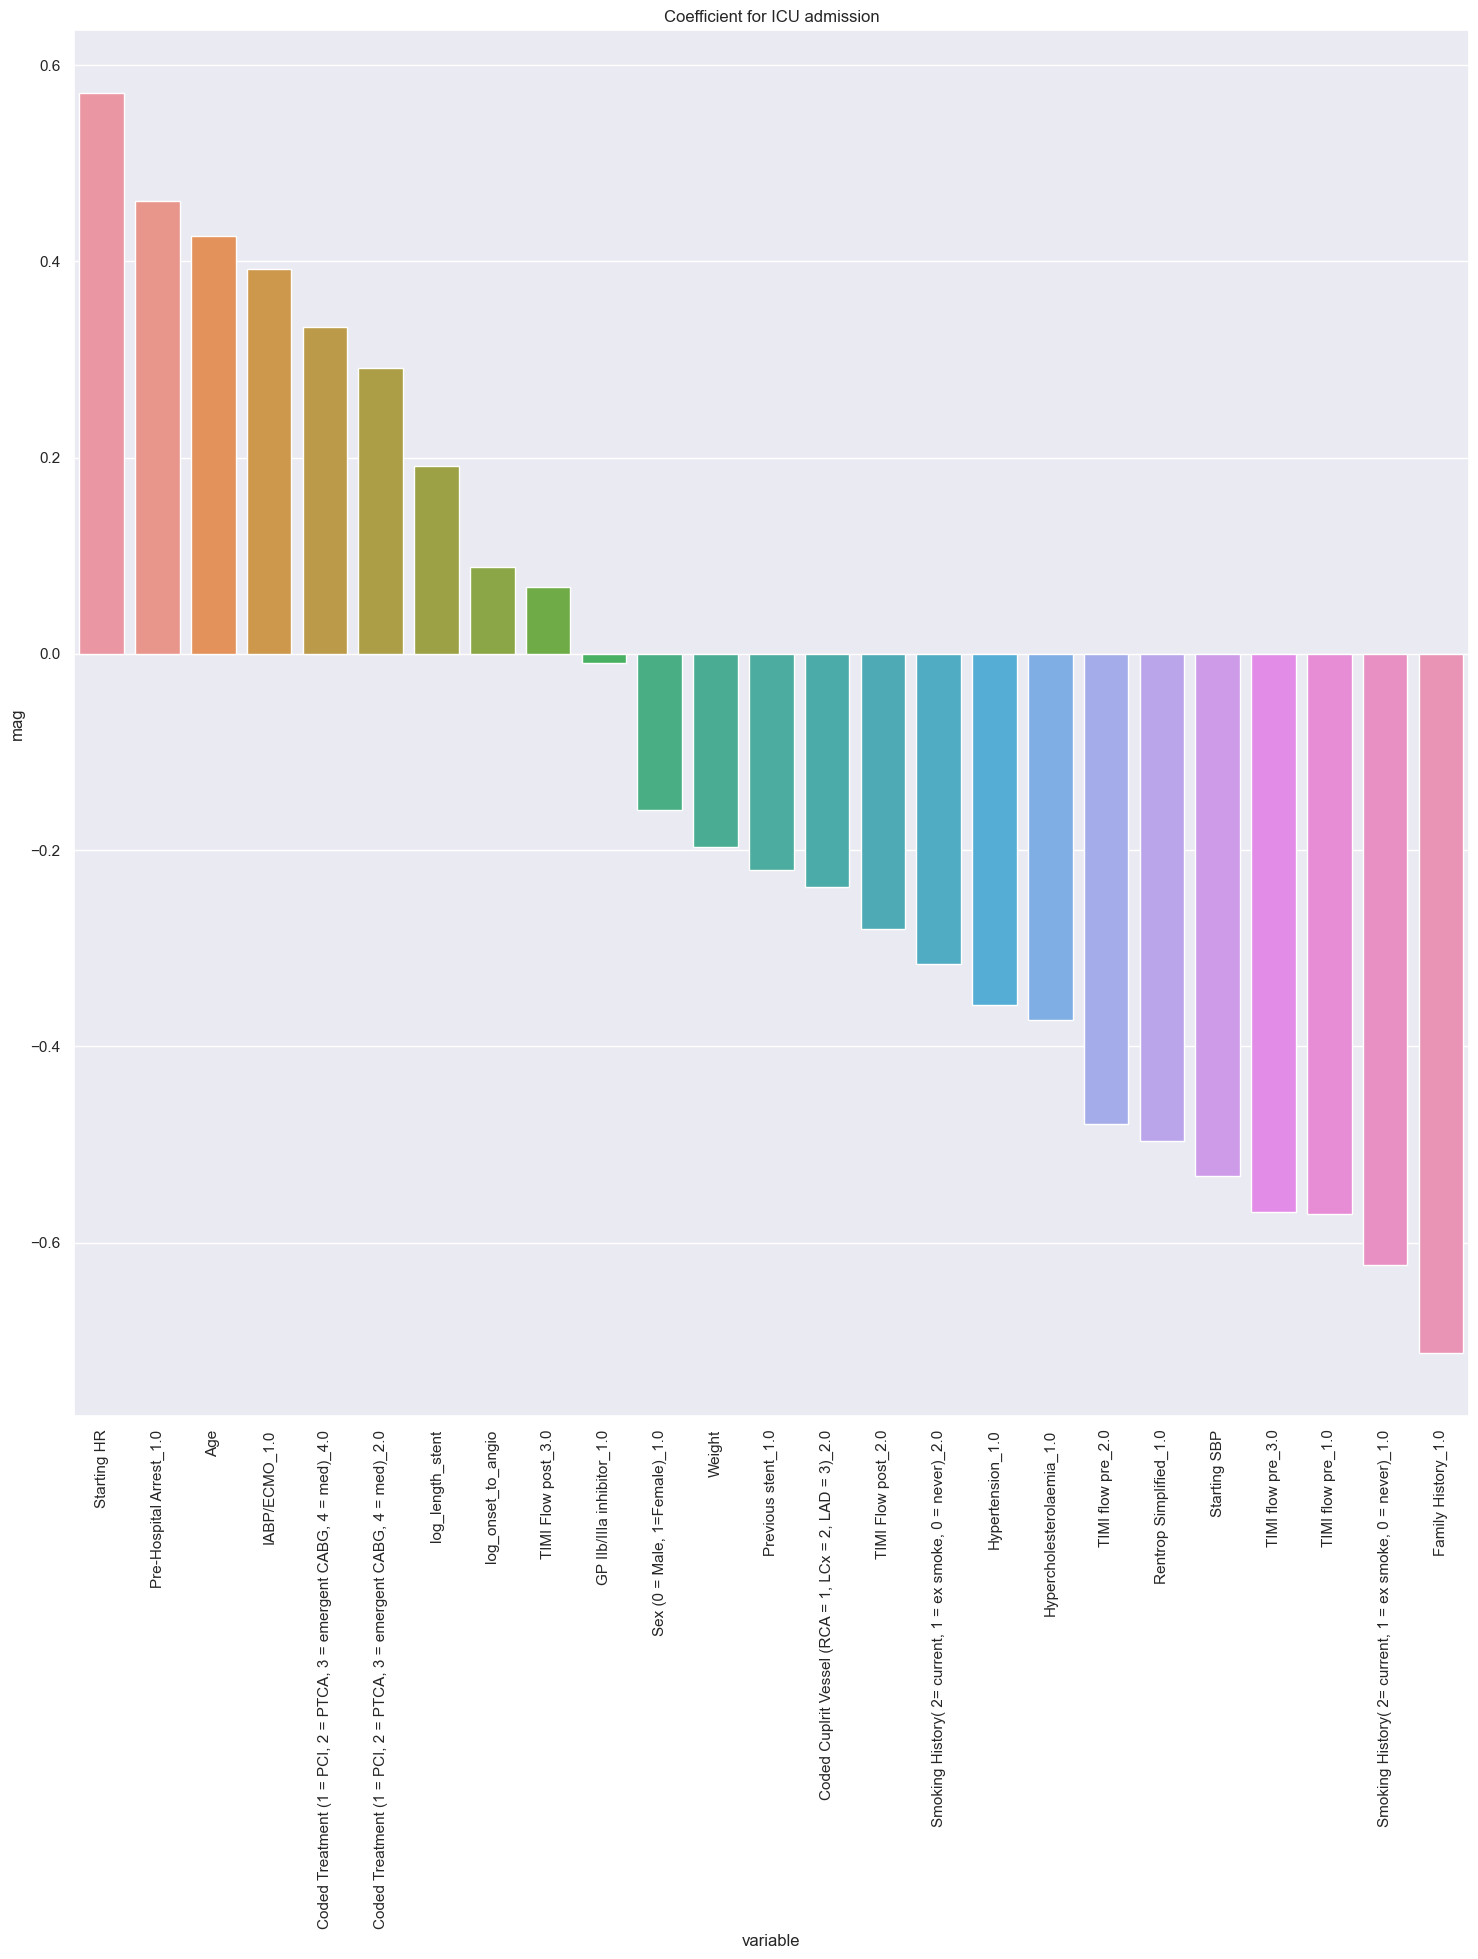 Coefficient for ICU admission
0.6
0.4
0.2
0.0
−0.2
−0.4
−0.6
mag
Starting HR
Pre-Hospital Arrest_1.0
Age
IABP/ECMO_1.0
Coded Treatment (1 = PCI, 2 = PTCA, 3 = emergent CABG, 4 = med)_4.0
Coded Treatment (1 = PCI, 2 = PTCA, 3 = emergent CABG, 4 = med)_2.0
log_length_stent
log_onset_to_angio
TIMI Flow post_3.0
GP IIb/IIIa inhibitor_1.0
Sex (0 = Male, 1=Female)_1.0
Weight
Previous stent_1.0
Coded Cuplrit Vessel (RCA = 1, LCx = 2, LAD = 3)_2.0
TIMI Flow post_2.0
Smoking History( 2= current, 1 = ex smoke, 0 = never)_2.0
Hypertension_1.0
Hypercholesterolaemia_1.0
TIMI flow pre_2.0
Rentrop Simplified_1.0
Starting SBP
TIMI flow pre_3.0
TIMI flow pre_1.0
Smoking History( 2= current, 1 = ex smoke, 0 = never)_1.0
Family History_1.0
variable